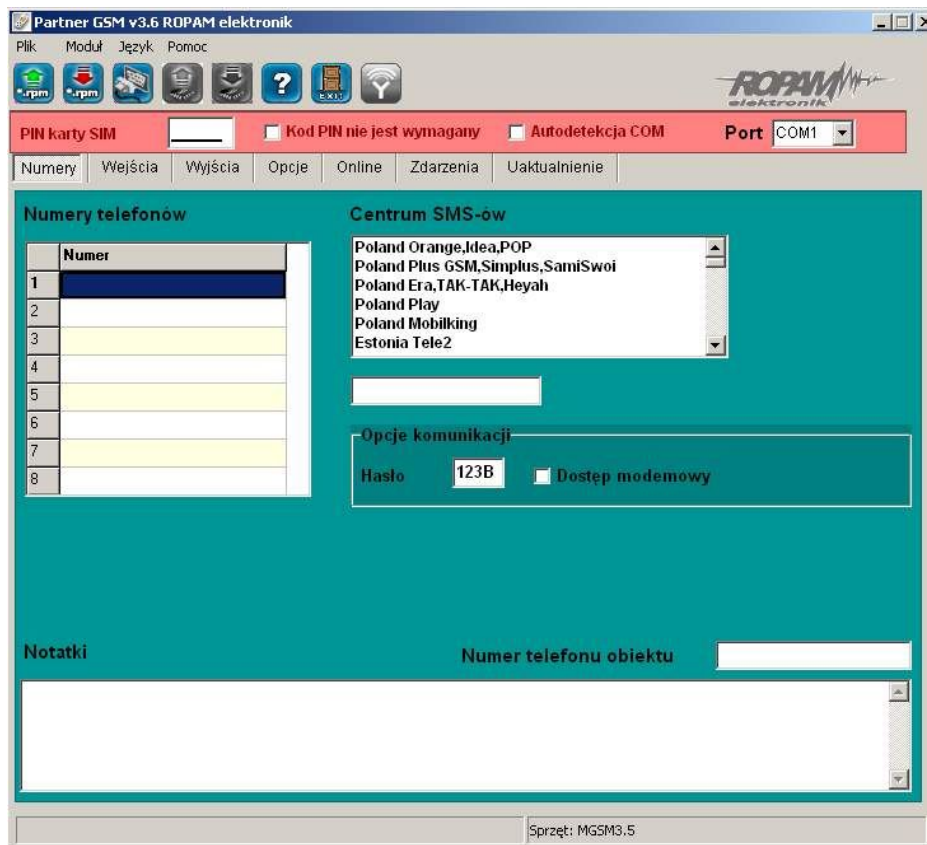 Partner GSM v3.6 ROPAM elektronik
Plik Moduł Język Pomoc
*.rpm *.rpm ? EXIT
ROPAM
elektronik
PIN karty SIM Kod PIN nie jest wymagany Autodetekcja COM Port COM1
Numery Wejścia Wyjścia Opcje Online Zdarzenia Uaktualnienie
Numery telefonów
Numer
1
2
3
4
5
6
7
8
Centrum SMS-ów
Poland Orange,Idea,POP
Poland Plus GSM,Simplus,SamiSwoi
Poland Era,TAK-TAK,Heyah
Poland Play
Poland Mobilking
Estonia Tele2
Opcje komunikacji
Hasło 123B Dostęp modemowy
Notatki Numer telefonu obiektu
Sprzęt: MGSM3.5